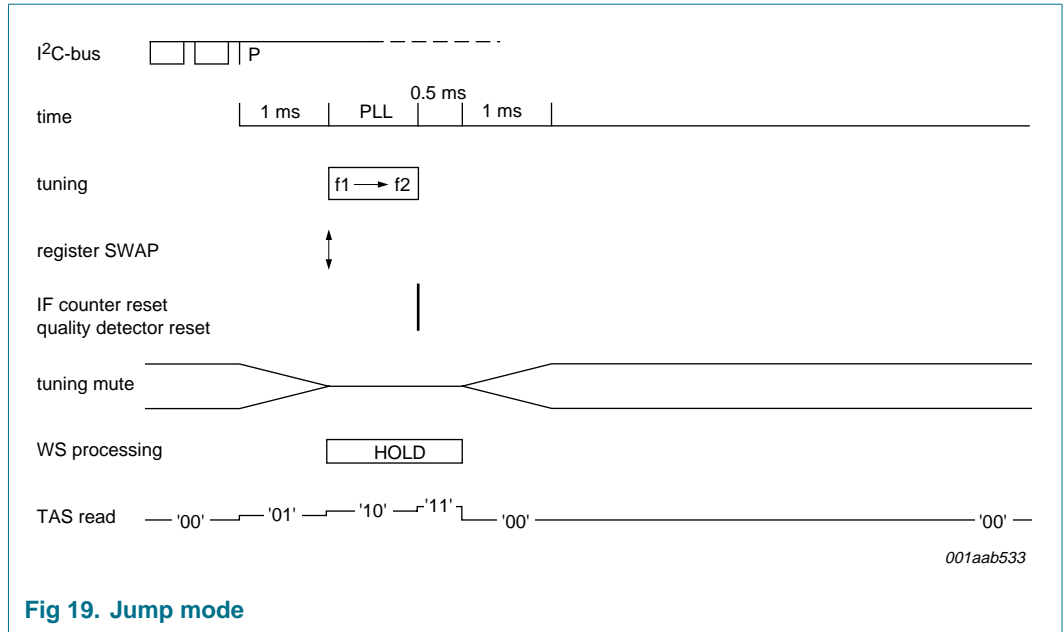 I2C-bus P
0.5 ms
time 1 ms PLL 1 ms
tuning f1 f2
register SWAP
IF counter reset
quality detector reset
tuning mute
WS processing HOLD
TAS read '00' '01' '10' '11' '00' '00'
001aab533
Fig 19. Jump mode